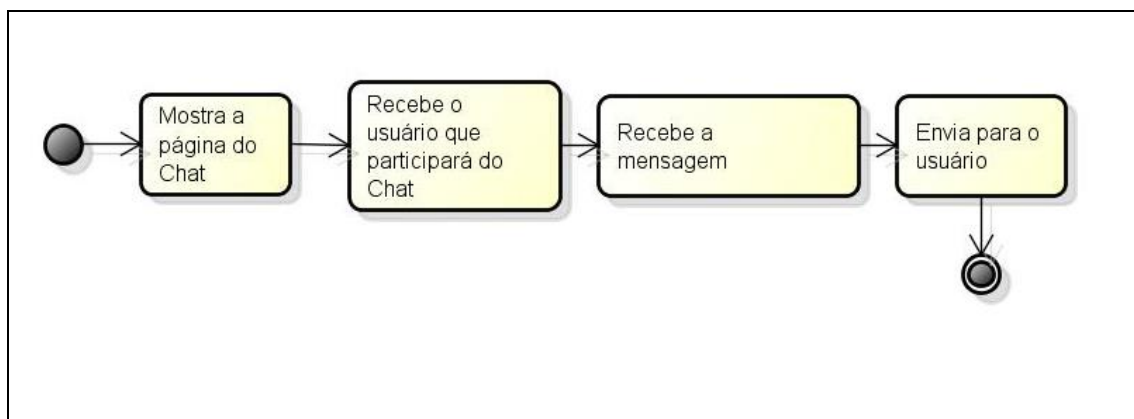 Mostra a
página do
Chat
Recebe o
usuário que
participará do
Chat
Recebe a
mensagem
Envia para o
usuário